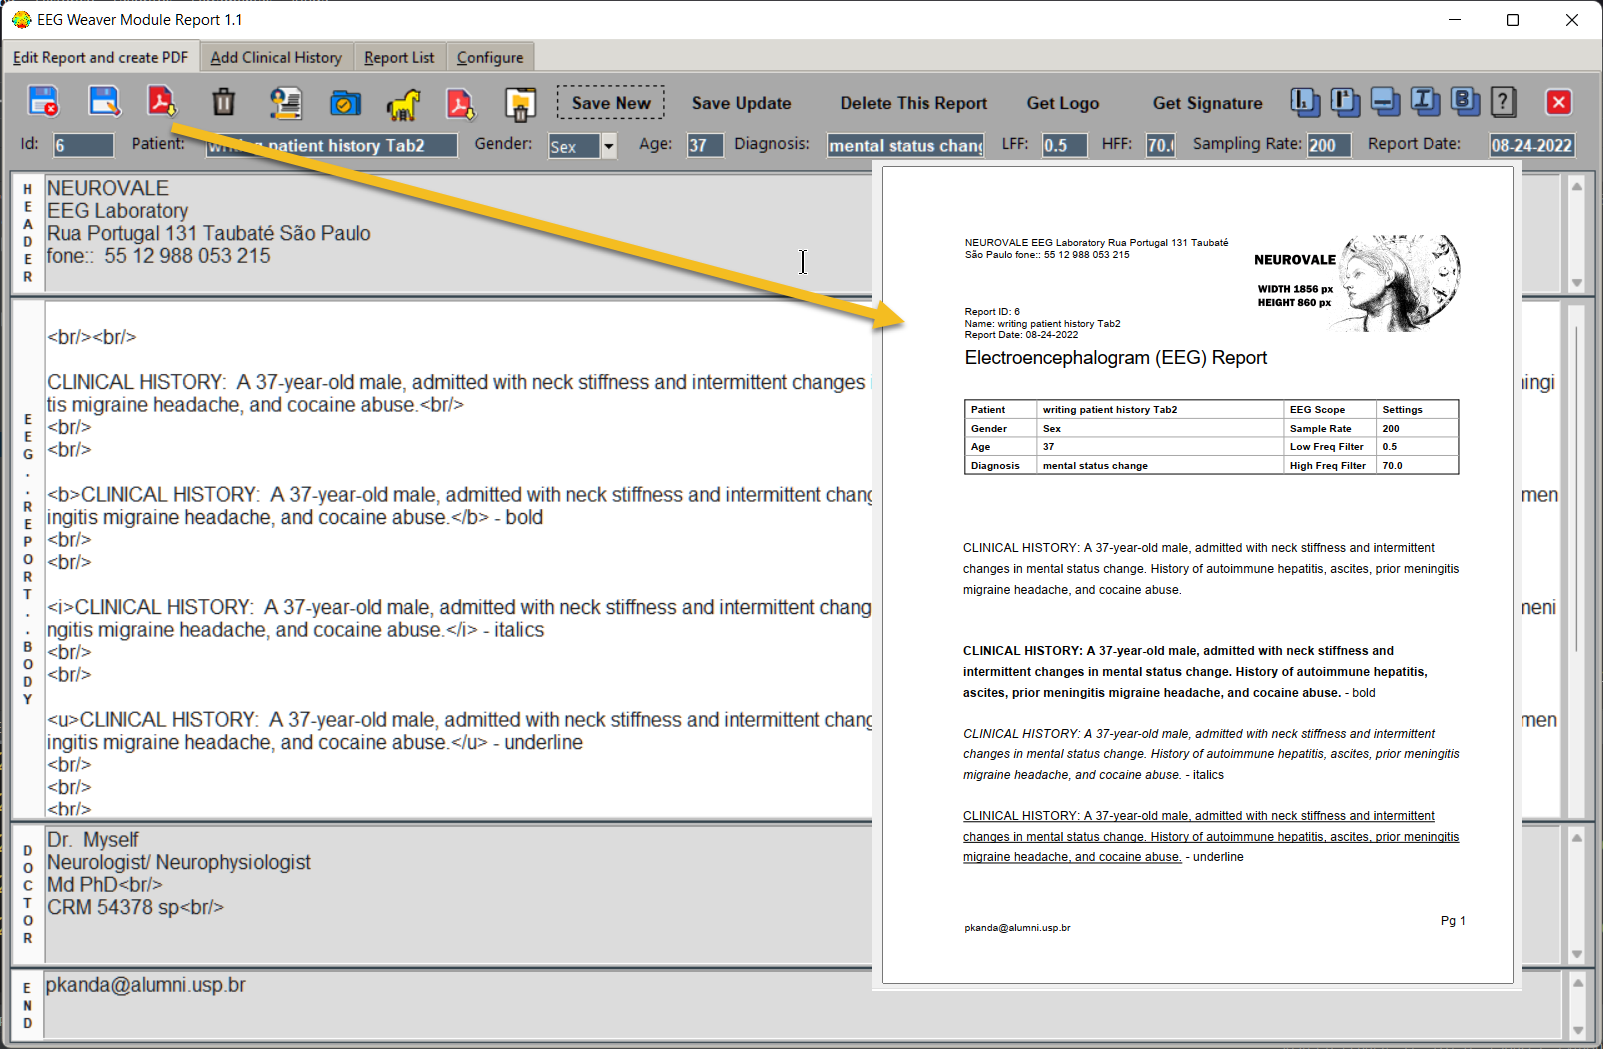 EEG Weaver Module Report 1.1
Edit Report and create PDF
Add Clinical History
Report List
Configure
Save New
Save Update
Delete This Report
Get Logo
Get Signature
Id:
6
Patient:
writing patient history Tab2
Gender:
Sex
Age:
37
Diagnosis:
mental status chang
LFF:
0.5
HFF:
70.(
Sampling Rate:
200
Report Date:
08-24-2022
HEADER
NEUROVALE
EEG Laboratory
Rua Portugal 131 Taubaté São Paulo
fone::  55 12 988 053 215
EEG..REPORT..BODY
<br/><br/>
CLINICAL HISTORY:  A 37-year-old male, admitted with neck stiffness and intermittent changes i
ingi
tis migraine headache, and cocaine abuse.<br/>
<br/>
<br/>
<b>CLINICAL HISTORY:  A 37-year-old male, admitted with neck stiffness and intermittent chang
men
ingitis migraine headache, and cocaine abuse.</b> - bold
<br/>
<br/>
<i>CLINICAL HISTORY:  A 37-year-old male, admitted with neck stiffness and intermittent chang
neni
ngitis migraine headache, and cocaine abuse.</i> - italics
<br/>
<br/>
<u>CLINICAL HISTORY:  A 37-year-old male, admitted with neck stiffness and intermittent chang
men
ingitis migraine headache, and cocaine abuse.</u> - underline
<br/>
<br/>
<br/>
DOCTOR
Dr.  Myself
Neurologist/ Neurophysiologist
Md PhD<br/>
CRM 54378 sp<br/>
END
pkanda@alumni.usp.br
NEUROVALE EEG Laboratory Rua Portugal 131 Taubaté
São Paulo fone:: 55 12 988 053 215
NEUROVALE
WIDTH 1856 px
HEIGHT 860 px
Report ID: 6
Name: writing patient history Tab2
Report Date: 08-24-2022
Electroencephalogram (EEG) Report
Patient writing patient history Tab2 EEG Scope Settings
Gender Sex Sample Rate 200
Age 37 Low Freq Filter 0.5
Diagnosis mental status change High Freq Filter 70.0
CLINICAL HISTORY: A 37-year-old male, admitted with neck stiffness and intermittent
changes in mental status change. History of autoimmune hepatitis, ascites, prior meningitis
migraine headache, and cocaine abuse.
CLINICAL HISTORY: A 37-year-old male, admitted with neck stiffness and
intermittent changes in mental status change. History of autoimmune hepatitis,
ascites, prior meningitis migraine headache, and cocaine abuse. - bold
CLINICAL HISTORY: A 37-year-old male, admitted with neck stiffness and intermittent
changes in mental status change. History of autoimmune hepatitis, ascites, prior meningitis
migraine headache, and cocaine abuse. - italics
CLINICAL HISTORY: A 37-year-old male, admitted with neck stiffness and intermittent
changes in mental status change. History of autoimmune hepatitis, ascites, prior meningitis
migraine headache, and cocaine abuse. - underline
pkanda@alumni.usp.br
Pg 1